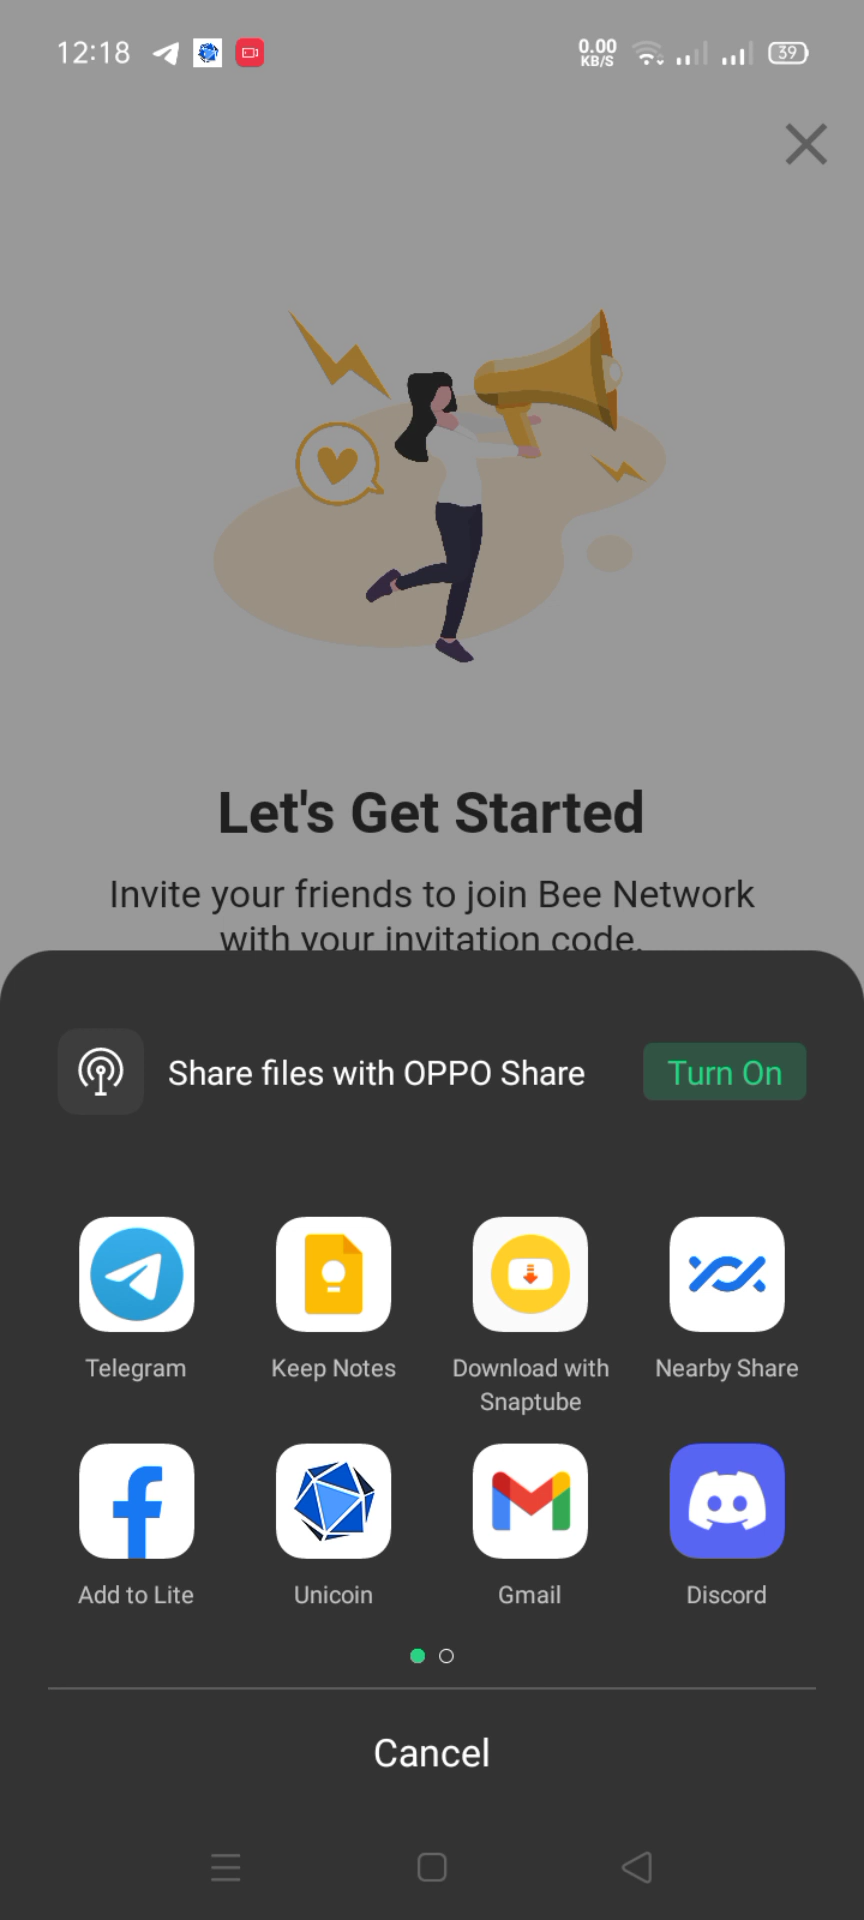 12:18
0.00
KB/S
39
Let's Get Started
Invite your friends to join Bee Network
with your invitation code.
Share files with OPPO Share
Turn On
Telegram
Keep Notes
Download with
Snaptube
Nearby Share
Add to Lite
Unicoin
Gmail
Discord
Cancel